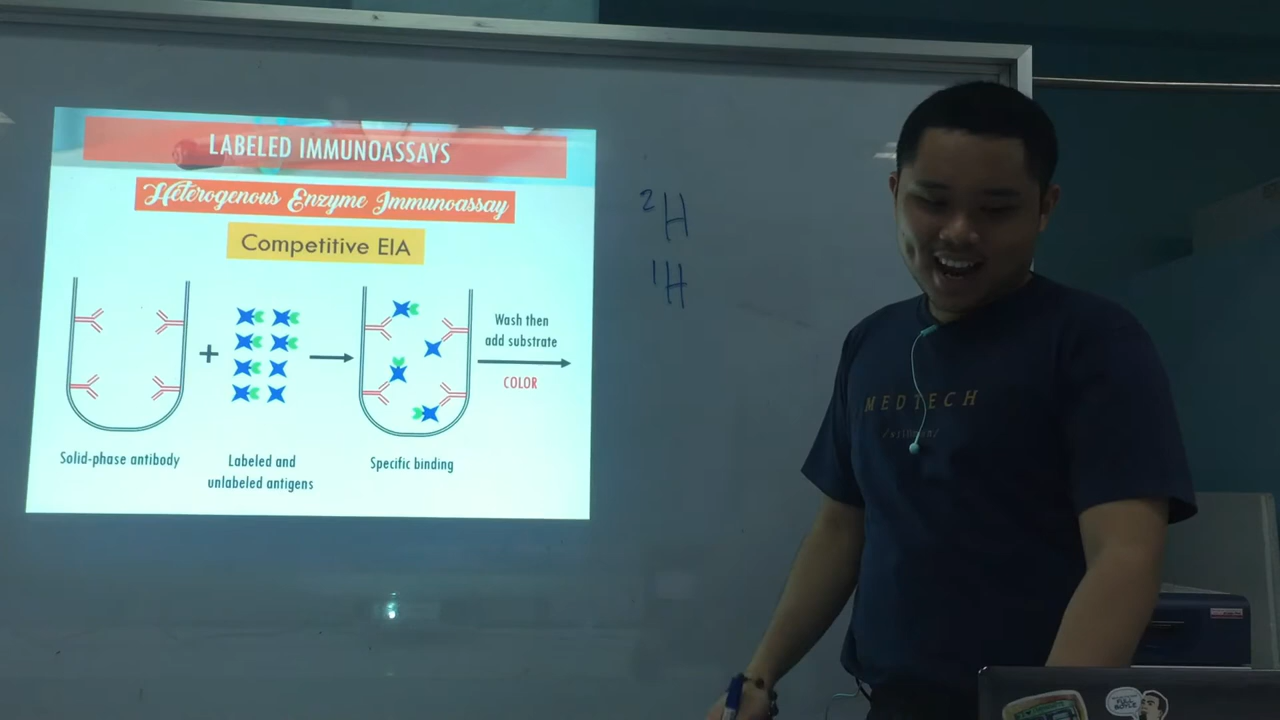 LABELED IMMUNOASSAYS
Heterogenous Enzyme Immunoassay
Competitive EIA
+
Wash then
add substrate
COLOR
Solid-phase antibody
Labeled and
unlabeled antigens
Specific binding
²H
¹H
MEDTECH